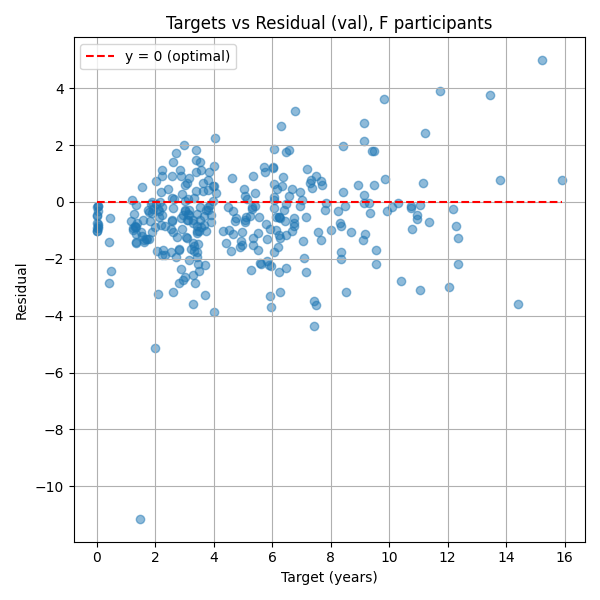 Targets vs Residual (val), F participants
y = 0 (optimal)
4
2
0
−2
−4
−6
−8
−10
Residual
0 2 4 6 8 10 12 14 16
Target (years)